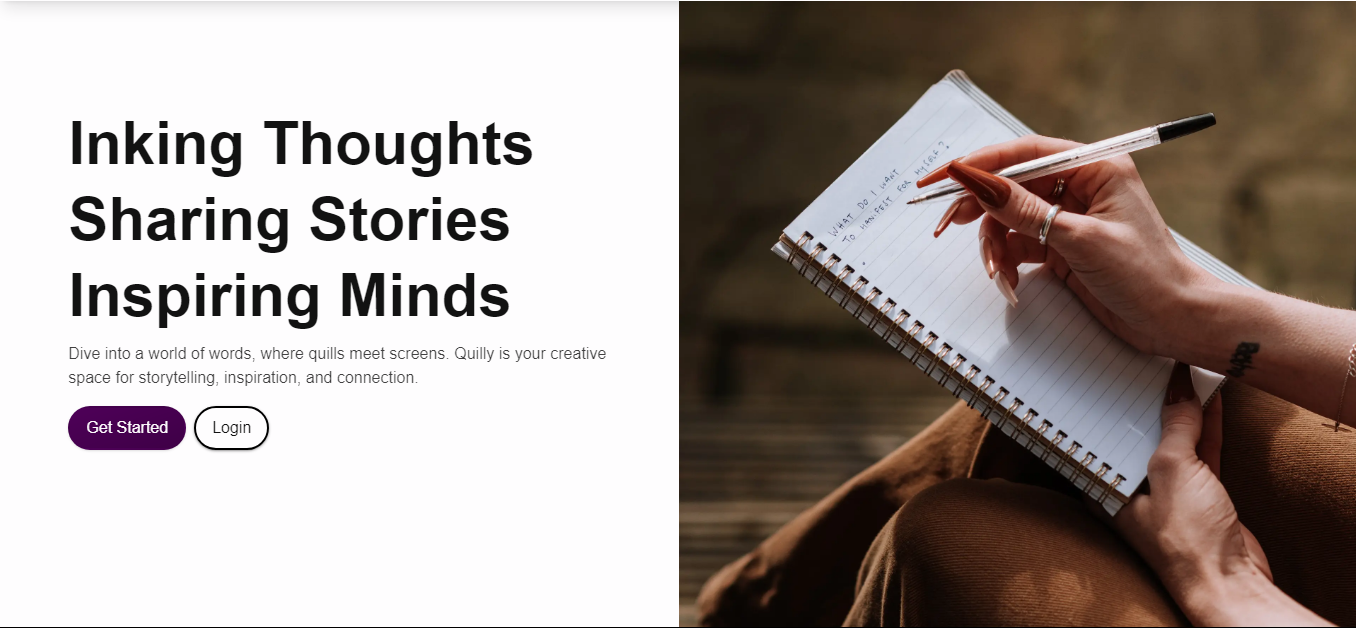 Inking Thoughts
Sharing Stories
Inspiring Minds
Dive into a world of words, where quills meet screens. Quilly is your creative
space for storytelling, inspiration, and connection.
Get Started
Login
WHAT DO I WANT
TO MANIFEST FOR MYSELF?